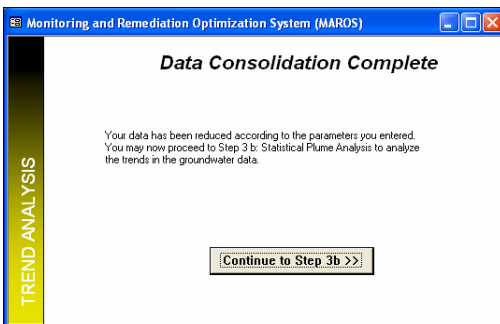 Monitoring and Remediation Optimization System (MAROS)
Data Consolidation Complete
Your data has been reduced according to the parameters you entered.
You may now proceed to Step 3 b: Statistical Plume Analysis to analyze
the trends in the groundwater data.
TREND ANALYSIS
Continue to Step 3b >>